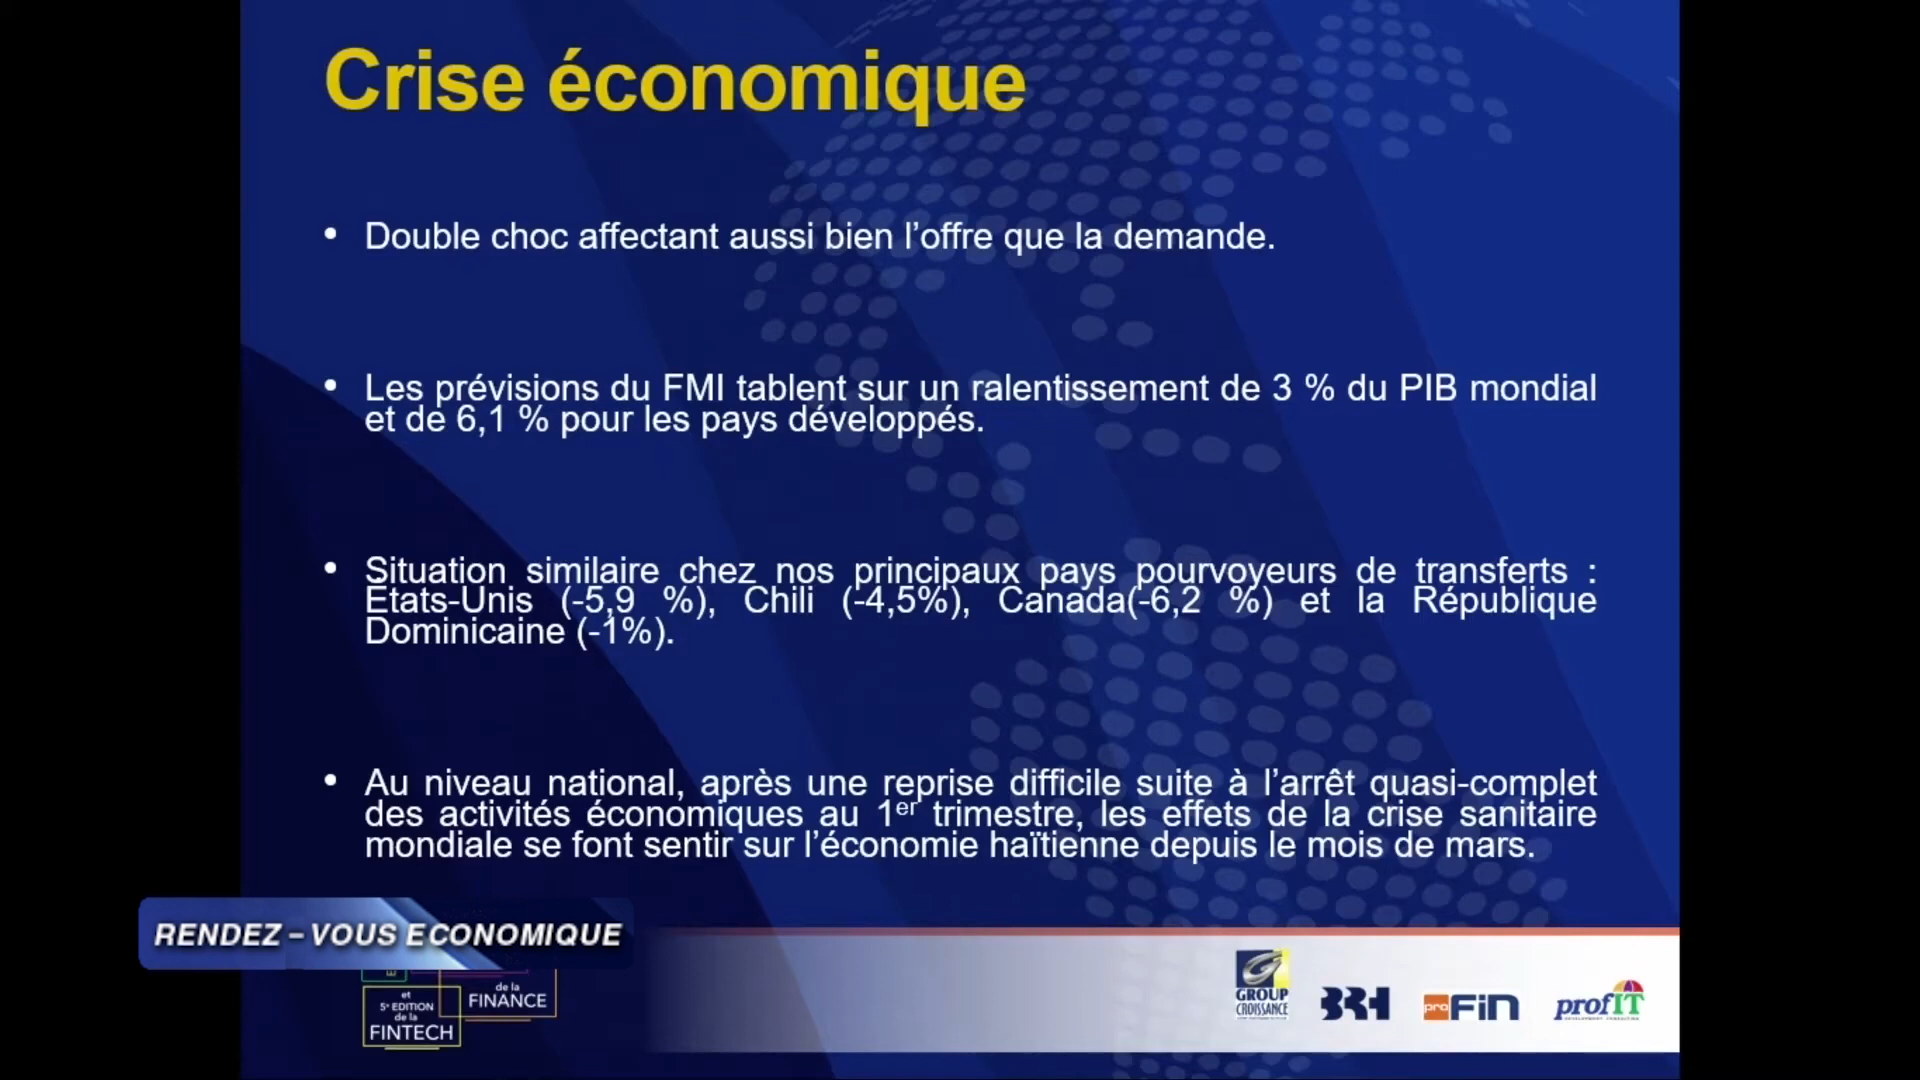 Crise économique
• Double choc affectant aussi bien l’offre que la demande.
• Les prévisions du FMI tablent sur un ralentissement de 3 % du PIB mondial
et de 6,1 % pour les pays développés.
• Situation similaire chez nos principaux pays pourvoyeurs de transferts :
Etats-Unis (-5,9 %), Chili (-4,5%), Canada(-6,2 %) et la République
Dominicaine (-1%).
• Au niveau national, après une reprise difficile suite à l’arrêt quasi-complet
des activités économiques au 1er trimestre, les effets de la crise sanitaire
mondiale se font sentir sur l’économie haïtienne depuis le mois de mars.
RENDEZ – VOUS ECONOMIQUE
de la
FINANCE
et
5e EDITION
de la
FINTECH
GROUP
CROISSANCE
BRH
proFin
profIT